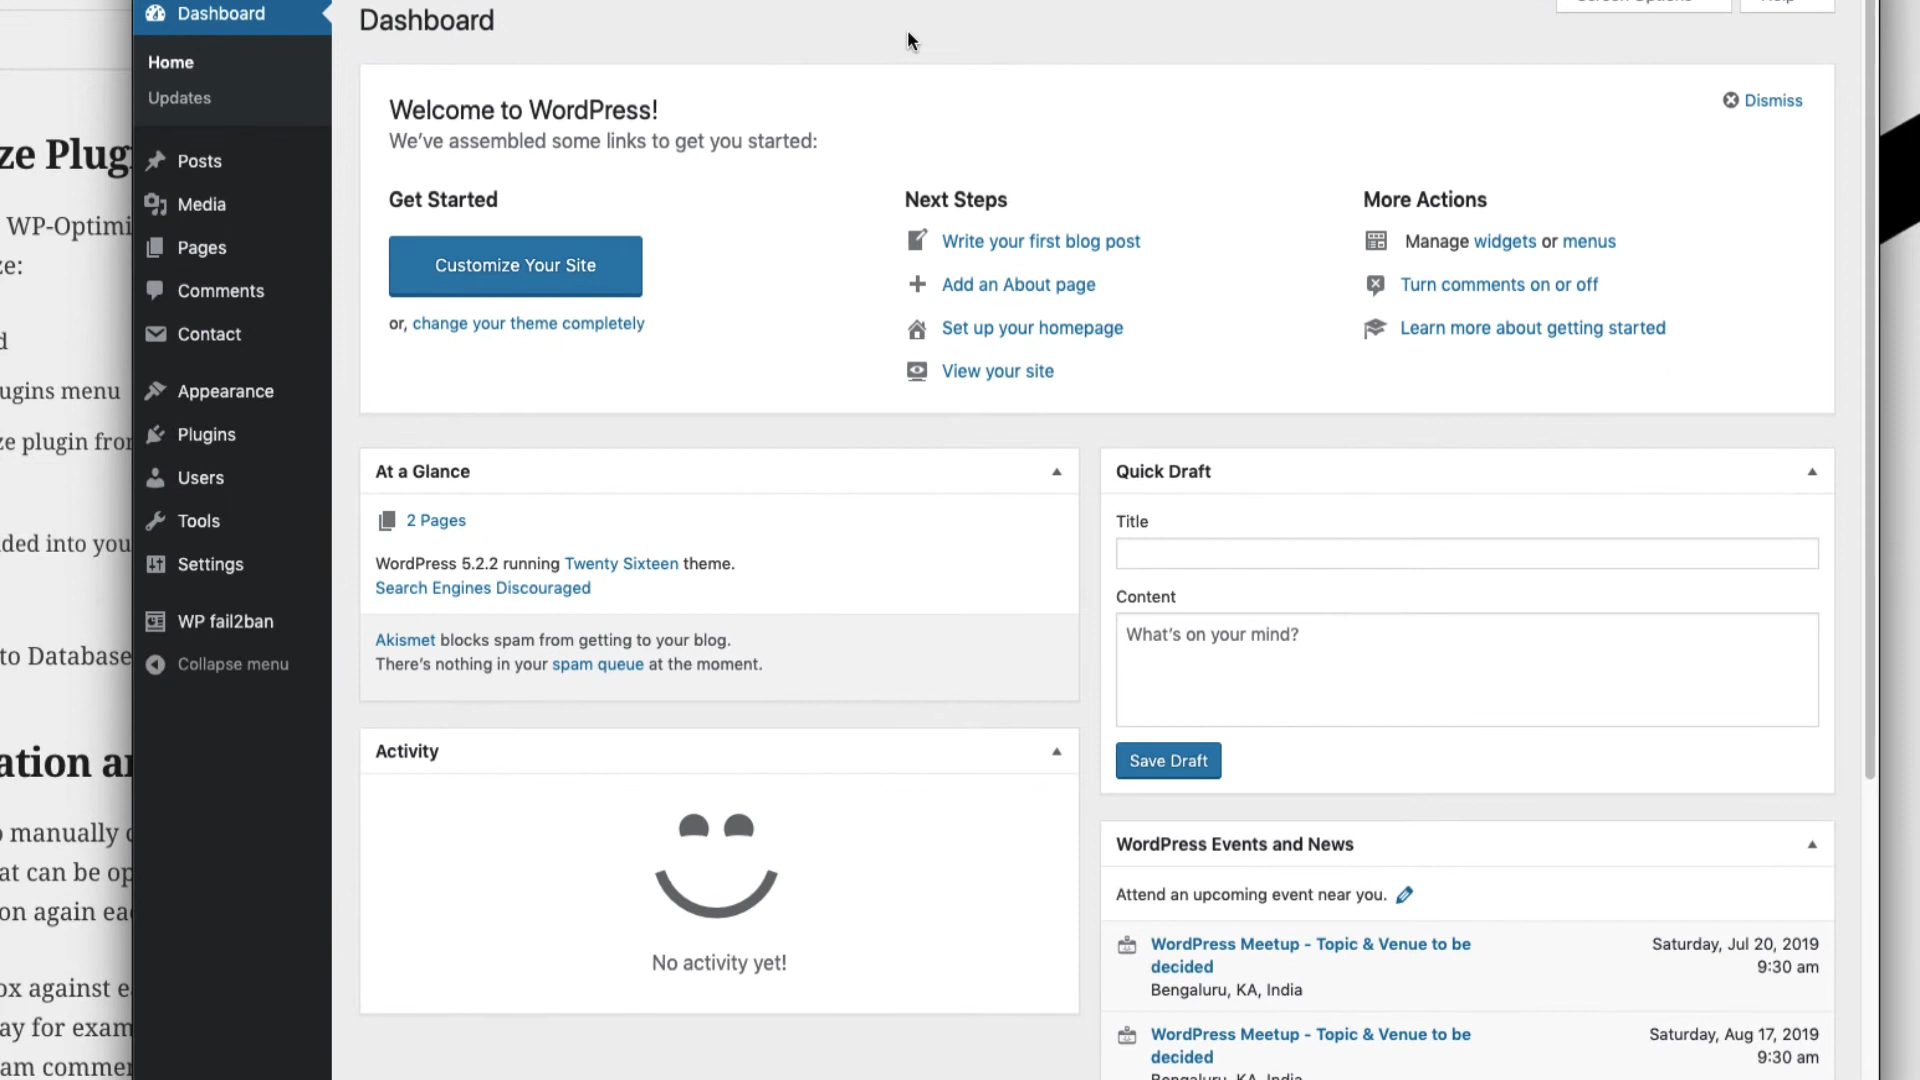 Dashboard
Home
Updates
Posts
Media
Pages
Comments
Contact
Appearance
Plugins
Users
Tools
Settings
WP fail2ban
Collapse menu
ze Plug
WP-Optimi
ze:
d
ugins menu
ze plugin fror
ded into you
to Database
ation a
manually
at can be op
on again ea
ox against e
ay for exam
am commer
Dashboard
Screen Options
Help
Welcome to WordPress!
We've assembled some links to get you started:
Dismiss
Get Started
Customize Your Site
or, change your theme completely
Next Steps
Write your first blog post
Add an About page
Set up your homepage
View your site
More Actions
Manage widgets or menus
Turn comments on or off
Learn more about getting started
At a Glance
2 Pages
WordPress 5.2.2 running Twenty Sixteen theme.
Search Engines Discouraged
Akismet blocks spam from getting to your blog.
There's nothing in your spam queue at the moment.
Activity
No activity yet!
Quick Draft
Title
Content
What's on your mind?
Save Draft
WordPress Events and News
Attend an upcoming event near you.
WordPress Meetup - Topic & Venue to be
decided
Bengaluru, KA, India
Saturday, Jul 20, 2019
9:30 am
WordPress Meetup - Topic & Venue to be
decided
Bengaluru, KA, India
Saturday, Aug 17, 2019
9:30 am